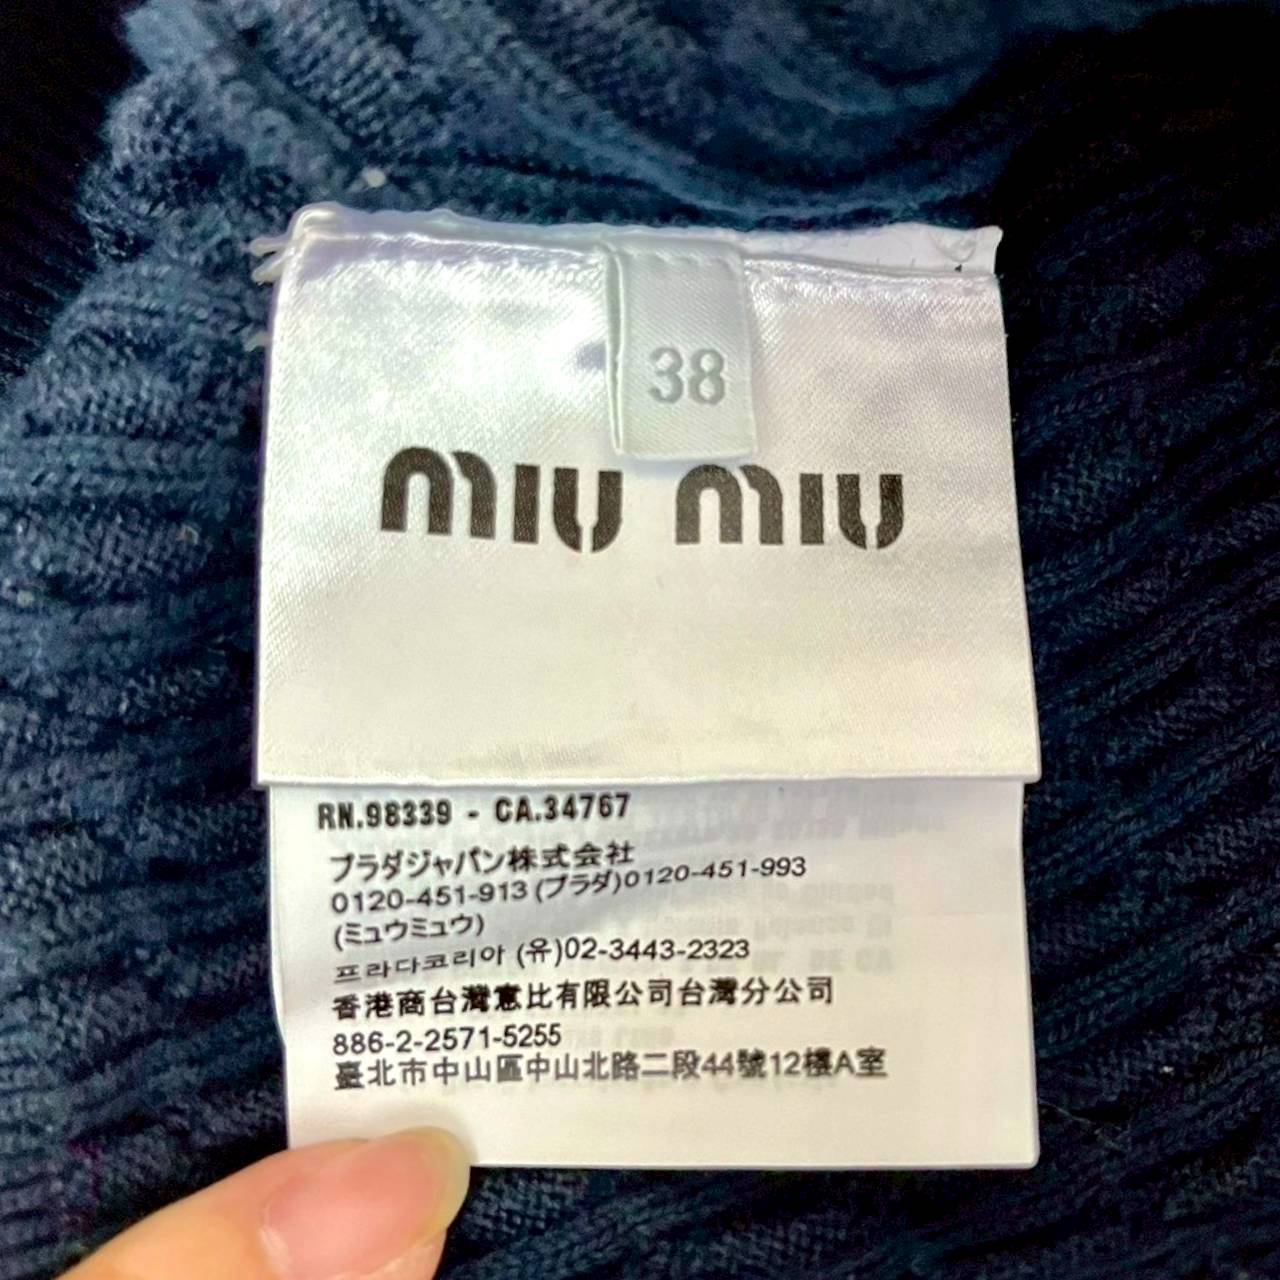 38
miu miu
RN.98339 - CA.34767
プラダジャパン株式会社
0120-451-913 (プラダ)0120-451-993
(ミュウミュウ)
프라다코리아 (유)02-3443-2323
香港商台灣意比有限公司台灣分公司
886-2-2571-5255
臺北市中山區中山北路二段44號12樓A室